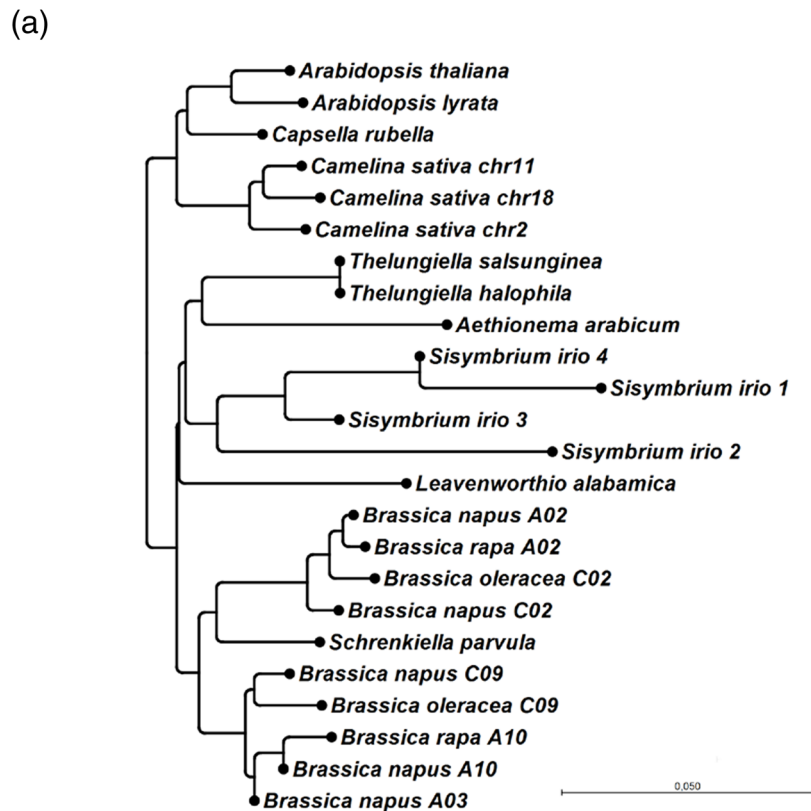 (a)
Arabidopsis thaliana
Arabidopsis lyrata
Capsella rubella
Camelina sativa chr11
Camelina sativa chr18
Camelina sativa chr2
Thelungiella salsunginea
Thelungiella halophila
Aethionema arabicum
Sisymbrium irio 4
Sisymbrium irio 1
Sisymbrium irio 3
Sisymbrium irio 2
Leavenworthio alabamica
Brassica napus A02
Brassica rapa A02
Brassica oleracea C02
Brassica napus C02
Schrenkiella parvula
Brassica napus C09
Brassica oleracea C09
Brassica rapa A10
Brassica napus A10
Brassica napus A03
0,050